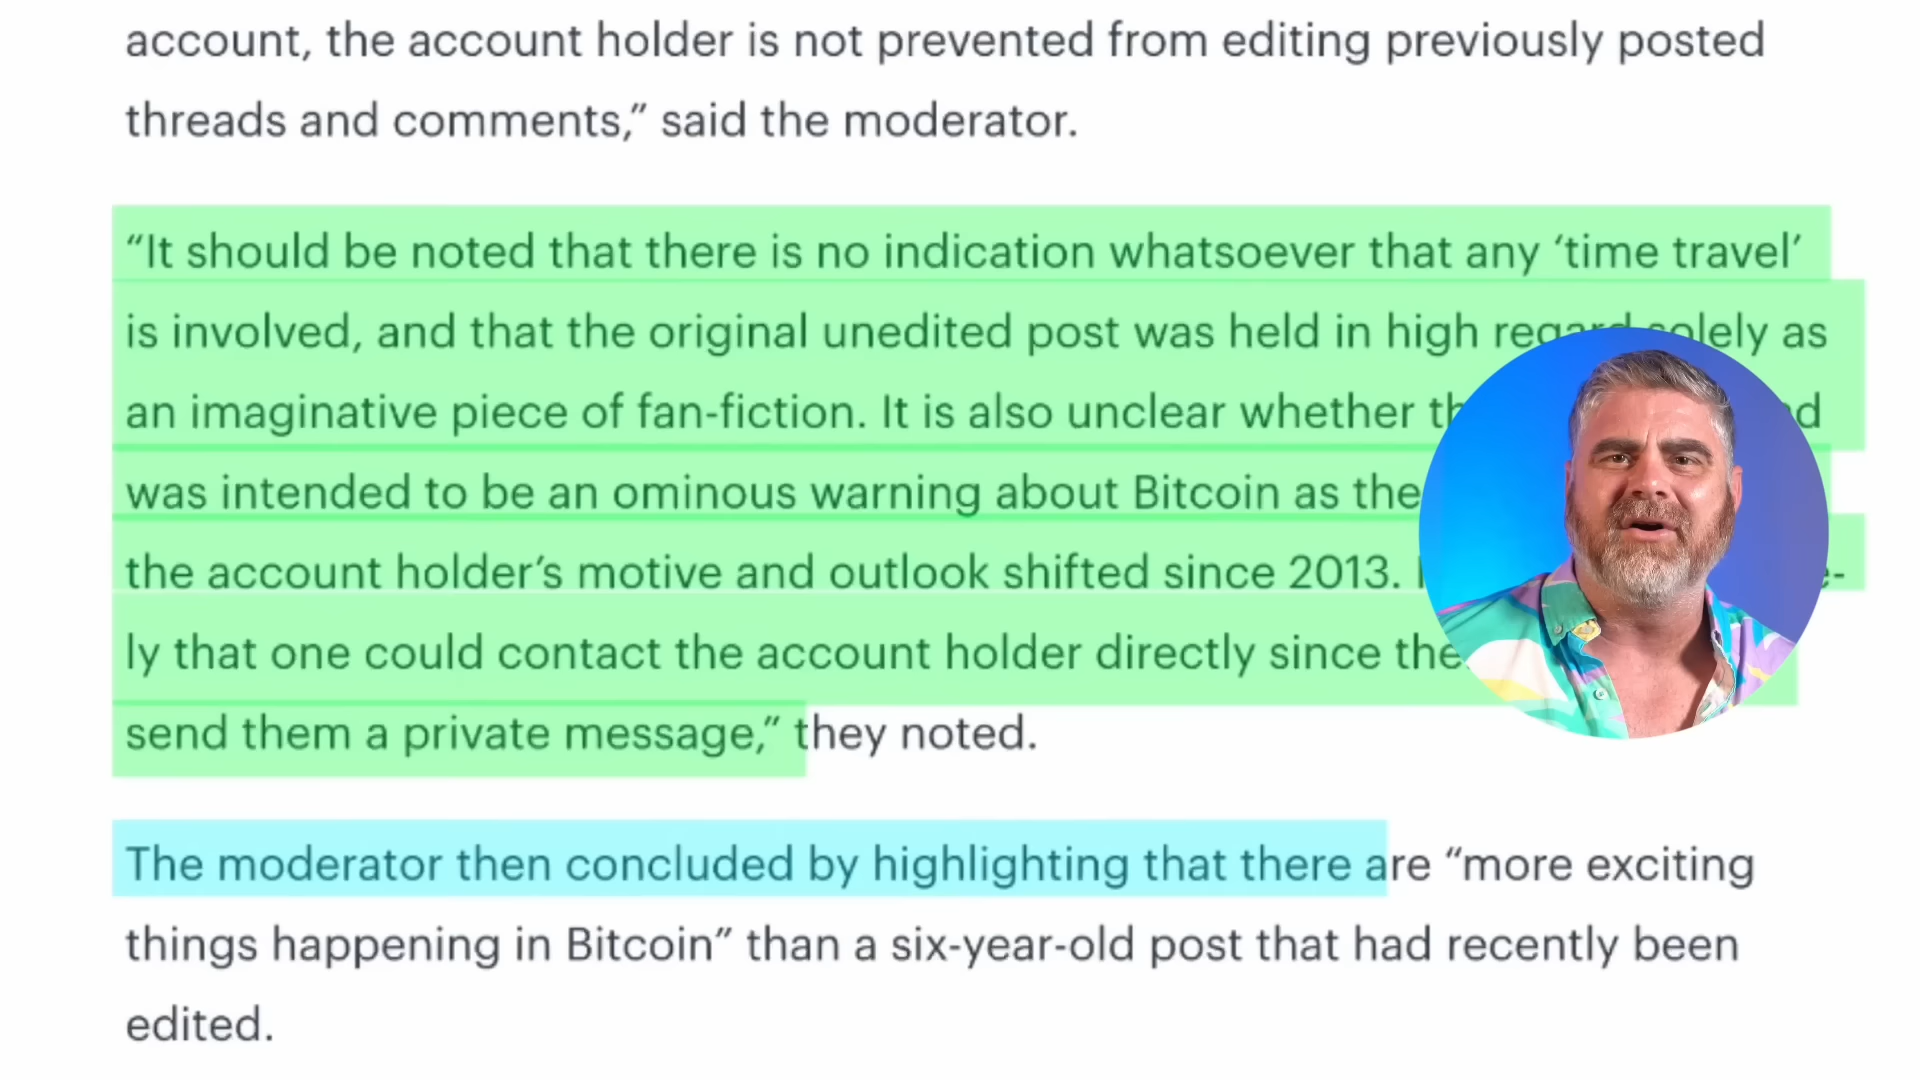 account, the account holder is not prevented from editing previously posted
threads and comments,” said the moderator.
“It should be noted that there is no indication whatsoever that any ‘time travel’
is involved, and that the original unedited post was held in high regard solely as
an imaginative piece of fan-fiction. It is also unclear whether
was intended to be an ominous warning about Bitcoin as the
the account holder’s motive and outlook shifted since 2013.
ly that one could contact the account holder directly since the
send them a private message,” they noted.
The moderator then concluded by highlighting that there are “more exciting
things happening in Bitcoin” than a six-year-old post that had recently been
edited.